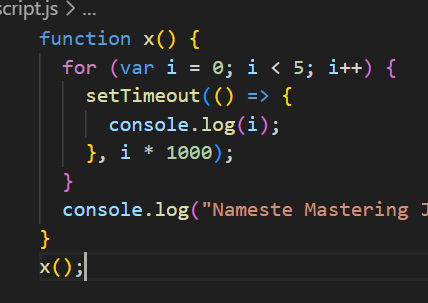 script.js > ...
function x() {
for (var i = 0; i < 5; i++) {
setTimeout(() => {
console.log(i);
}, i * 1000);
}
console.log("Nameste Mastering J
}
x();